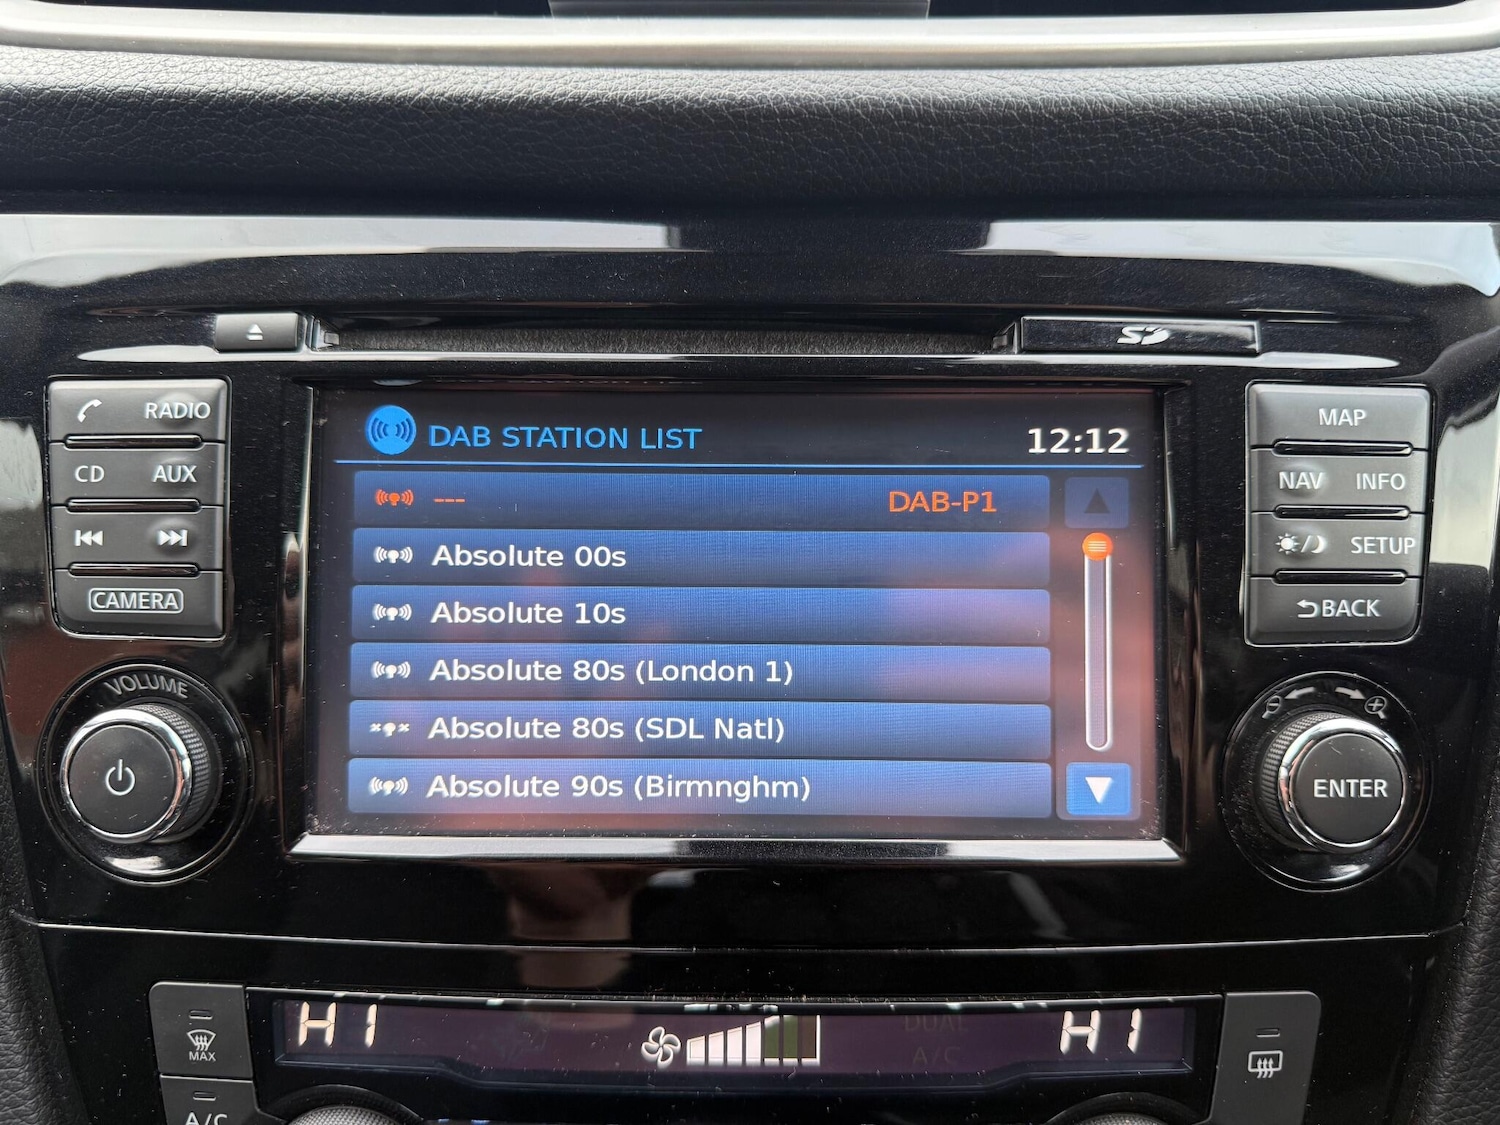 SD
RADIO
CD AUX
CAMERA
VOLUME
DAB STATION LIST 12:12
--- DAB-P1
Absolute 00s
Absolute 10s
Absolute 80s (London 1)
Absolute 80s (SDL Natl)
Absolute 90s (Birmnghm)
MAP
NAV INFO
SETUP
BACK
ENTER
MAX
A/C
HI
DUAL
A/C
HI